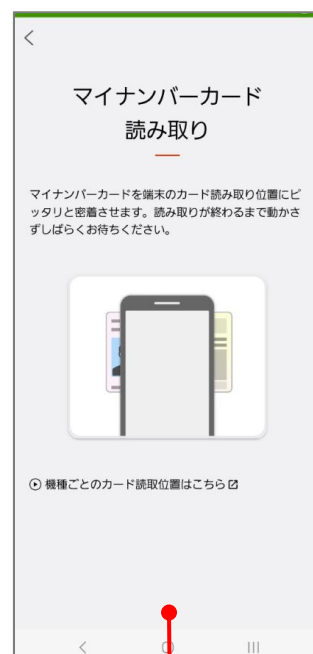 マイナンバーカード
読み取り
マイナンバーカードを端末のカード読み取り位置にピ
ッタリと密着させます。読み取りが終わるまで動かさ
ずしばらくお待ちください。
機種ごとのカード読取位置はこちら